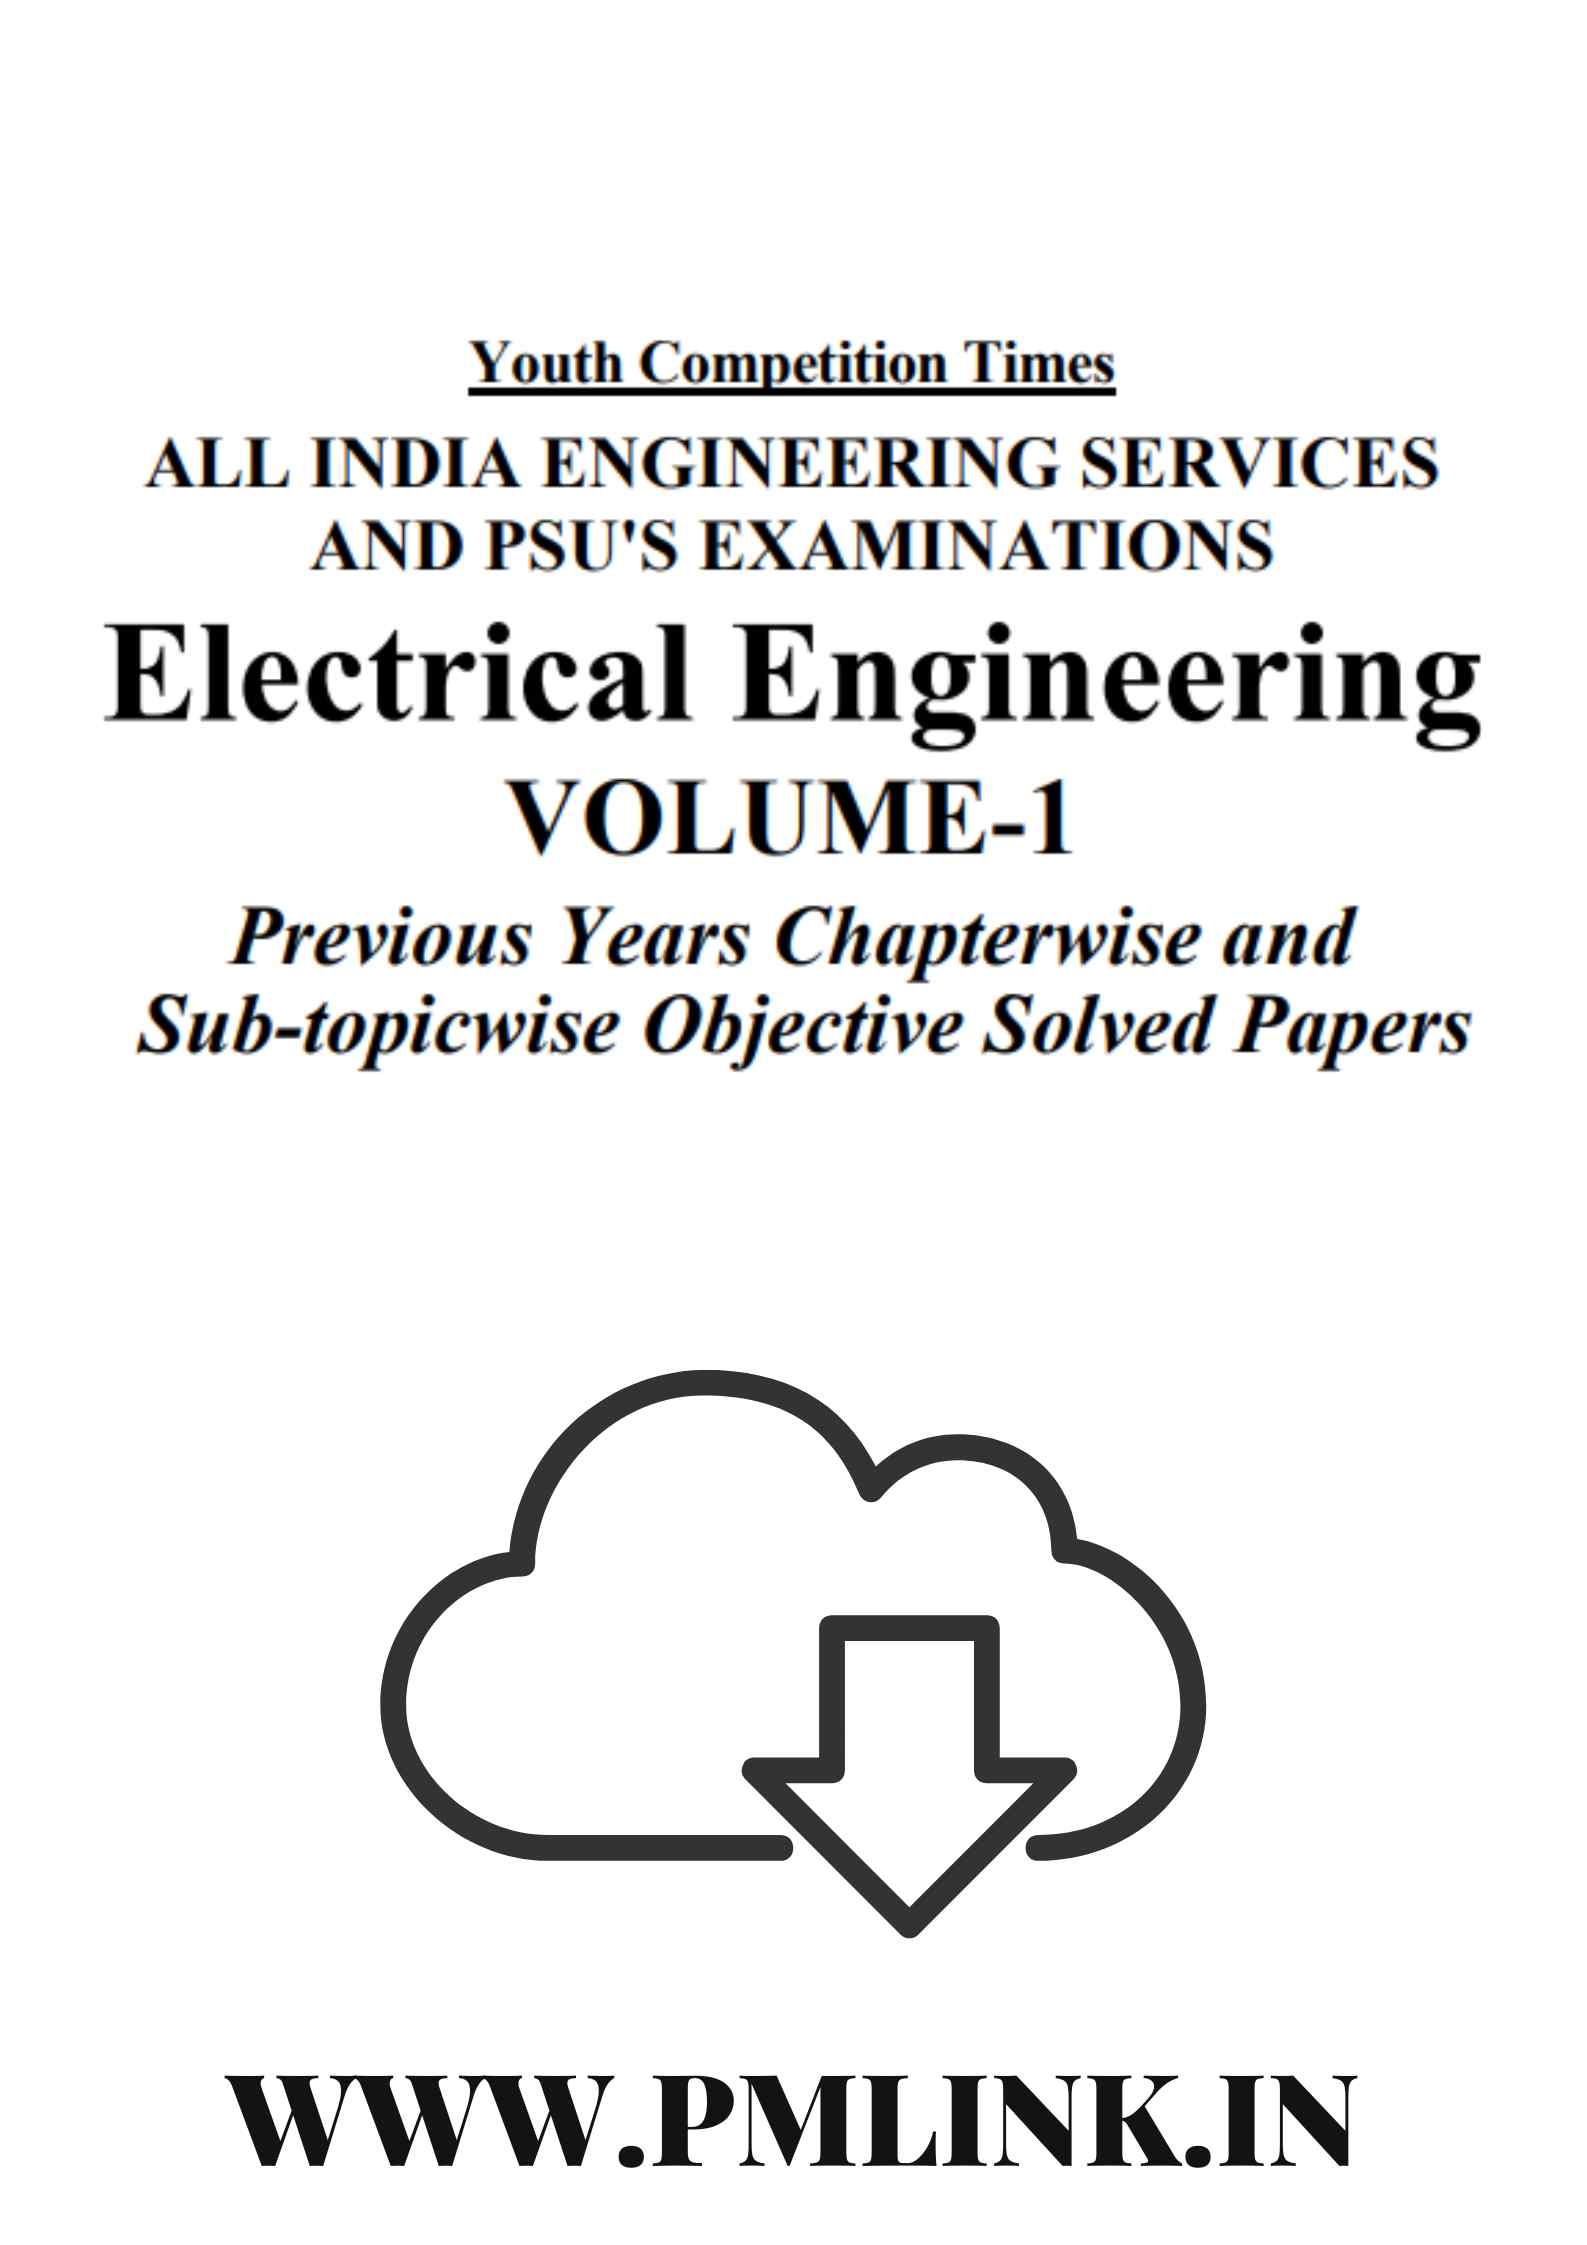 Youth Competition Times
ALL INDIA ENGINEERING SERVICES
AND PSU'S EXAMINATIONS
Electrical Engineering
VOLUME-1
Previous Years Chapterwise and
Sub-topicwise Objective Solved Papers
WWW.PMLINK.IN